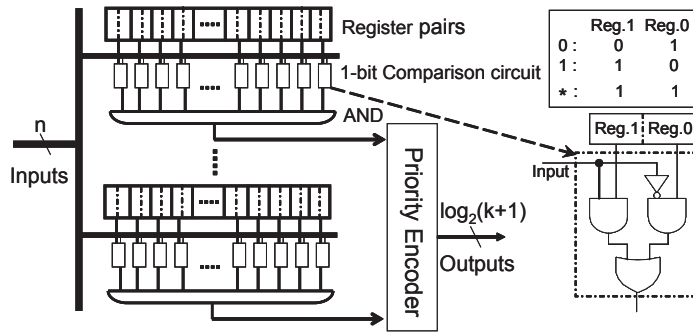 Register pairs
1-bit Comparison circuit
AND
n
Inputs
Priority Encoder
log2(k+1)
Outputs
Reg.1 Reg.0
0 : 0 1
1 : 1 0
* : 1 1
Reg.1 Reg.0
Input